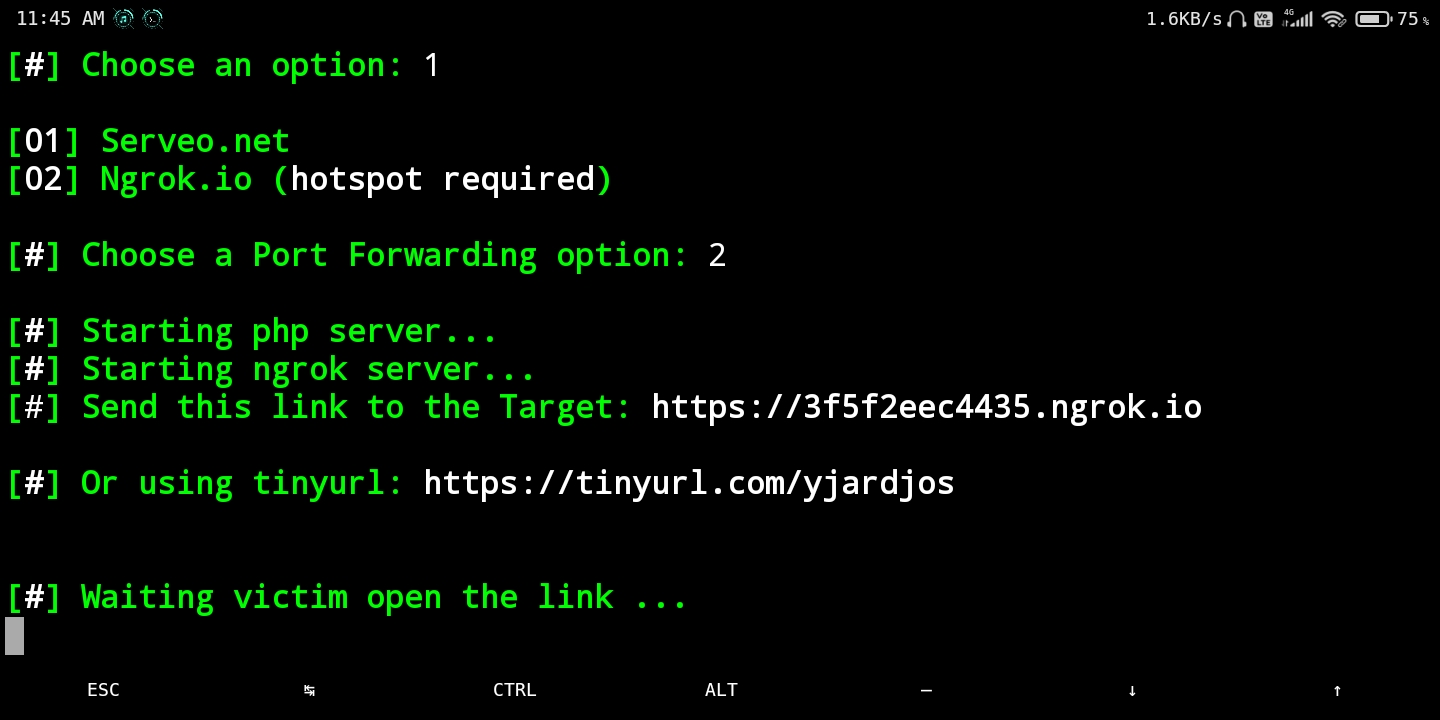 11:45 AM 1.6KB/s Vo LTE 4G 75 %
[#] Choose an option: 1
[01] Serveo.net
[02] Ngrok.io (hotspot required)
[#] Choose a Port Forwarding option: 2
[#] Starting php server...
[#] Starting ngrok server...
[#] Send this link to the Target: https://3f5f2eec4435.ngrok.io
[#] Or using tinyurl: https://tinyurl.com/yjardjos
[#] Waiting victim open the link ...
ESC ↹ CTRL ALT — ↓ ↑